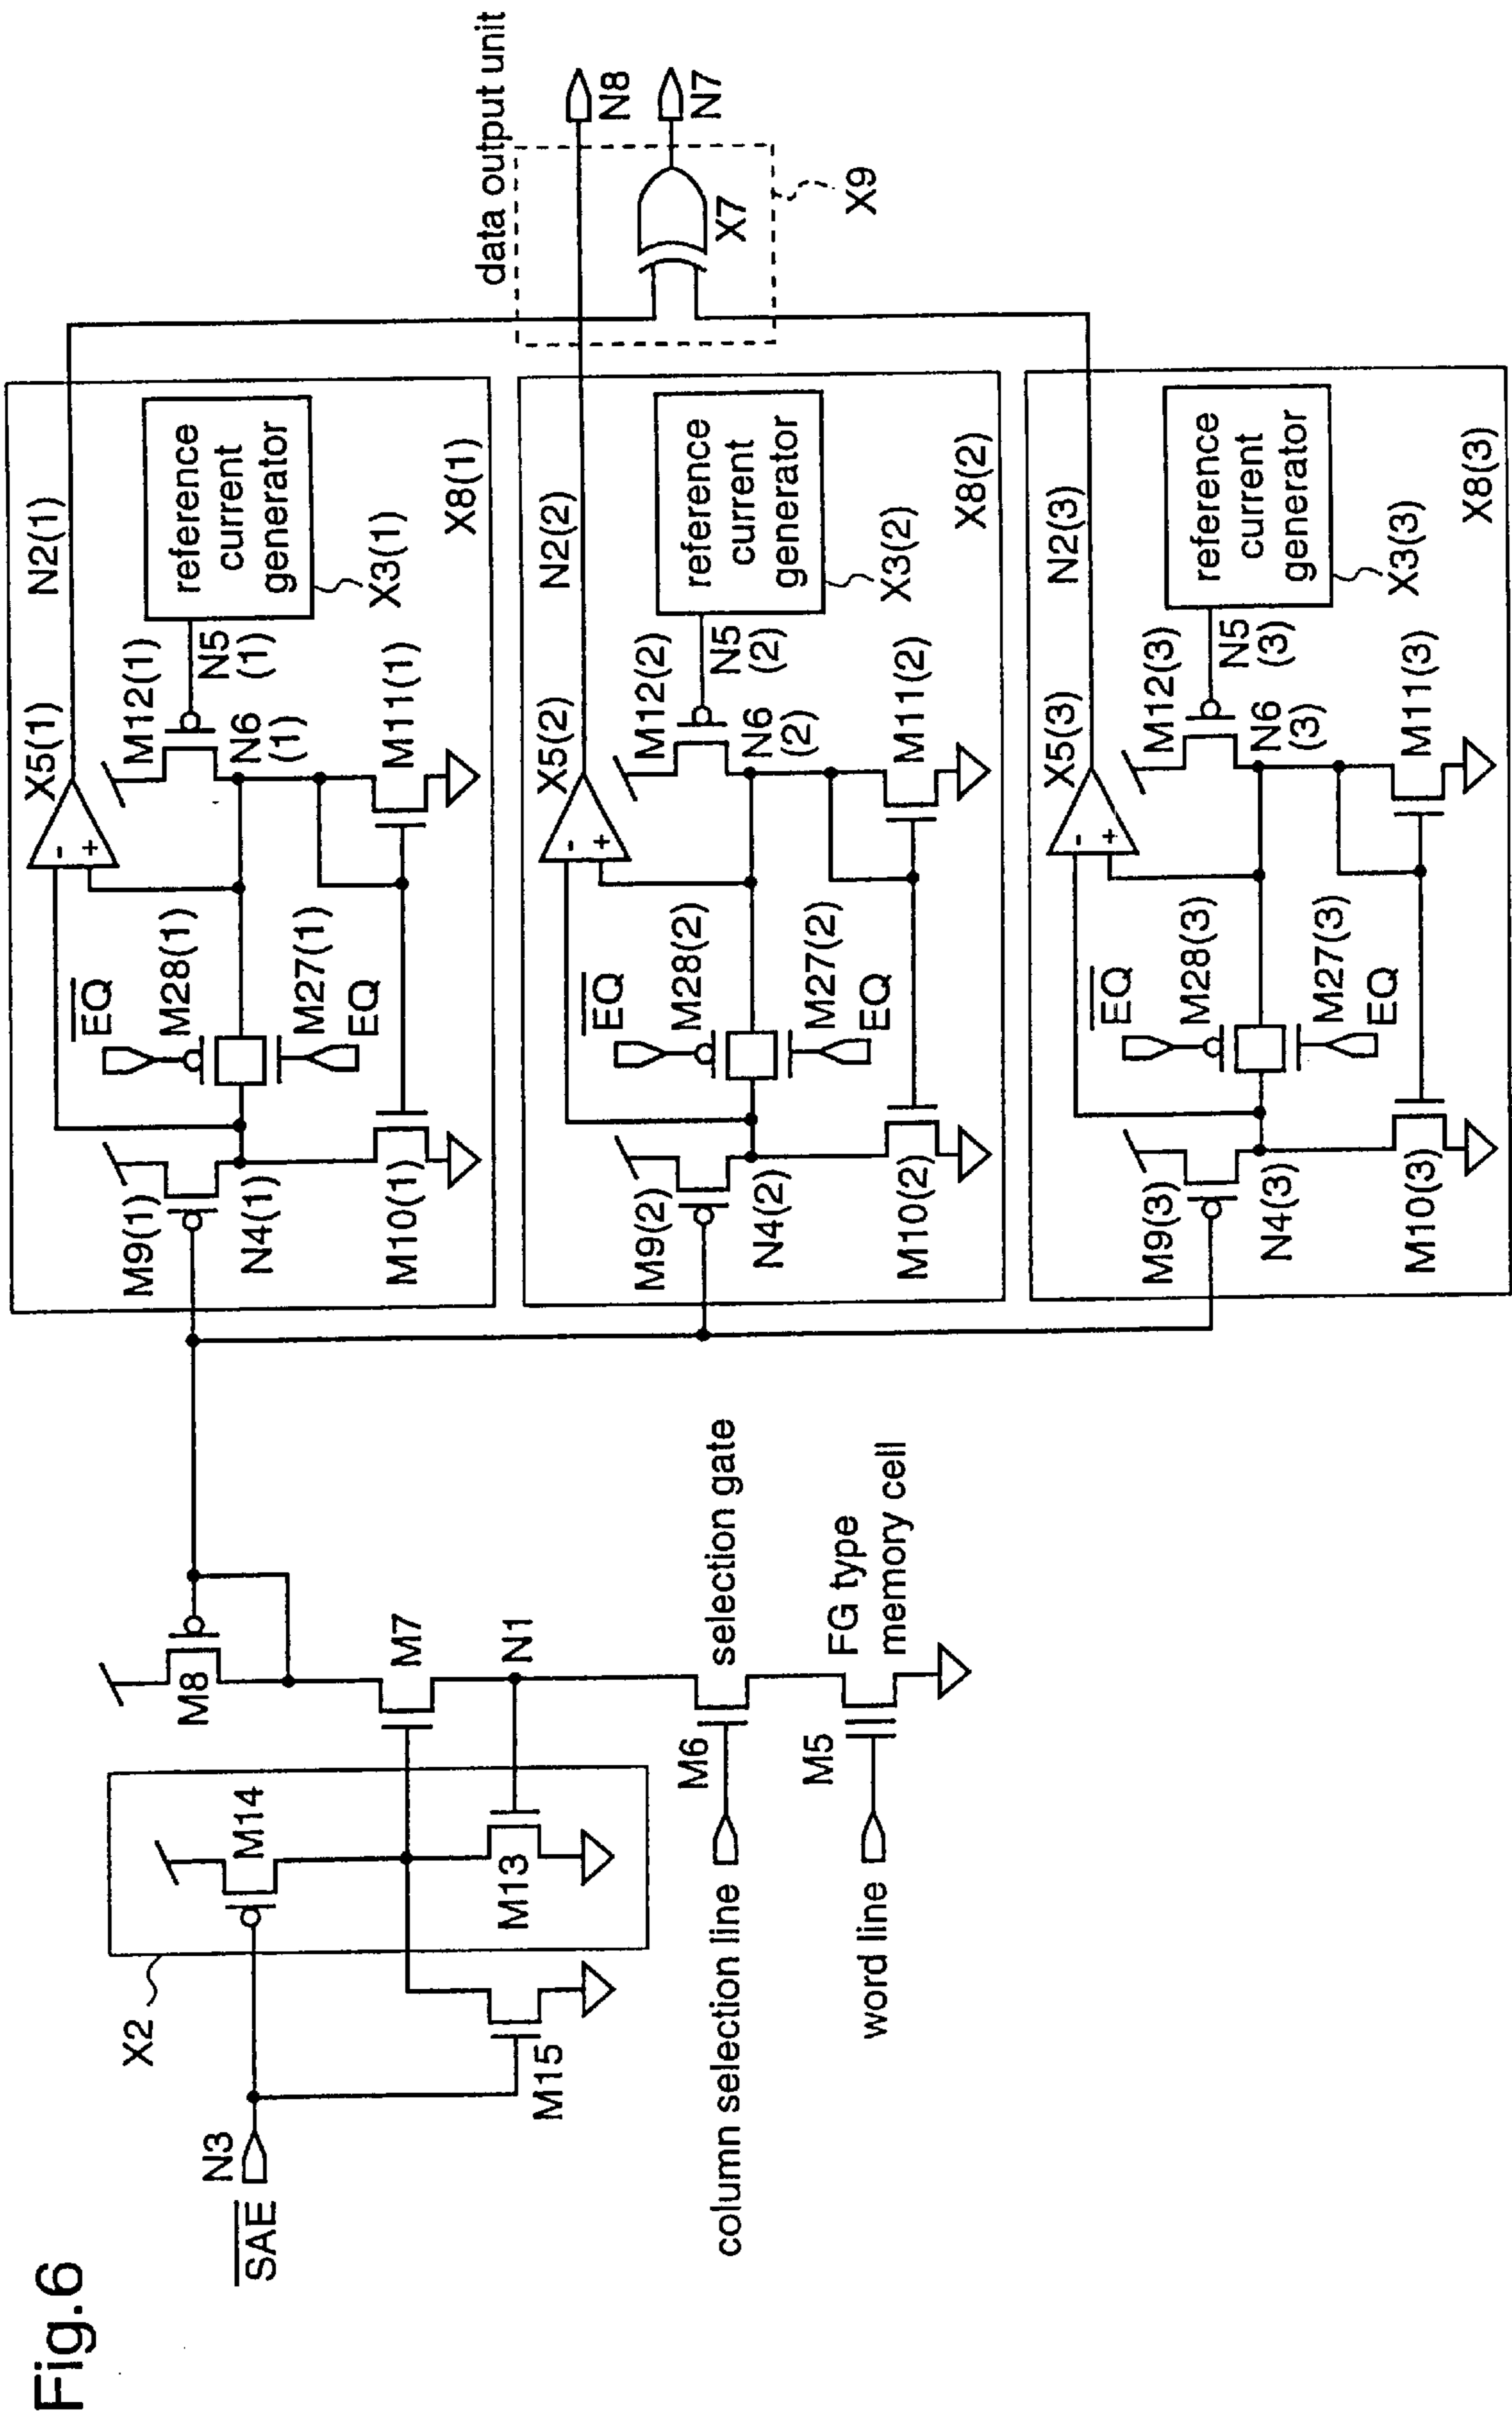 Fig.6
SAE
N3
X2
M14
M13
M15
M8
M7
N1
M6
selection gate
column selection line
M5
FG type
memory cell
word line
X5(1)
N2(1)
EQ
M28(1)
M27(1)
EQ
M9(1)
N4(1)
M10(1)
M12(1)
N5
(1)
N6
(1)
M11(1)
reference
current
generator
X3(1)
X8(1)
-
+
X5(2)
N2(2)
EQ
M28(2)
M27(2)
EQ
M9(2)
N4(2)
M10(2)
M12(2)
N5
(2)
N6
(2)
M11(2)
reference
current
generator
X3(2)
X8(2)
-
+
X5(3)
N2(3)
EQ
M28(3)
M27(3)
EQ
M9(3)
N4(3)
M10(3)
M12(3)
N5
(3)
N6
(3)
M11(3)
reference
current
generator
X3(3)
X8(3)
-
+
data output unit
N8
N7
X7
X9